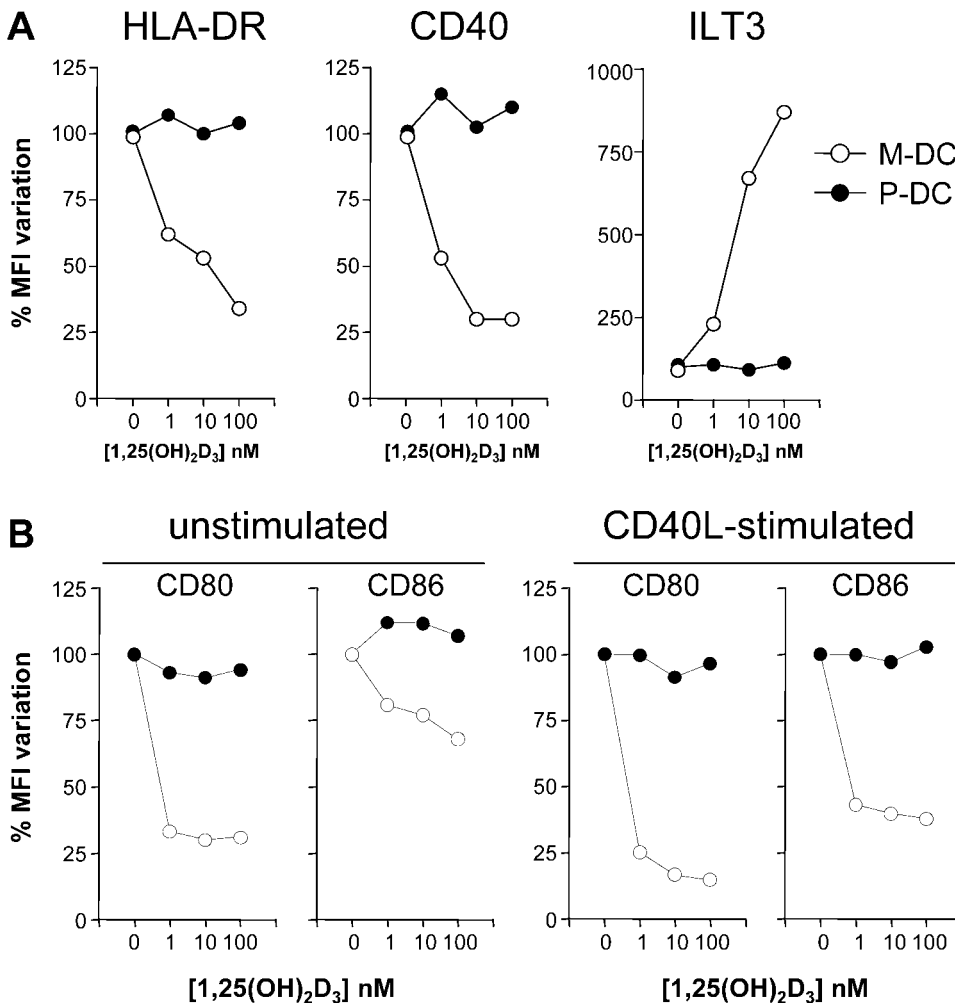 A
HLA-DR
CD40
ILT3
% MFI variation
125
100
75
50
25
0
0 1 10 100
[1,25(OH)₂D₃] nM
125
100
75
50
25
0
0 1 10 100
[1,25(OH)₂D₃] nM
1000
750
500
250
0
0 1 10 100
[1,25(OH)₂D₃] nM
M-DC
P-DC
B
unstimulated
CD40L-stimulated
CD80
CD86
CD80
CD86
% MFI variation
125
100
75
50
25
0
0 1 10 100
0 1 10 100
[1,25(OH)₂D₃] nM
125
100
75
50
25
0
0 1 10 100
0 1 10 100
[1,25(OH)₂D₃] nM